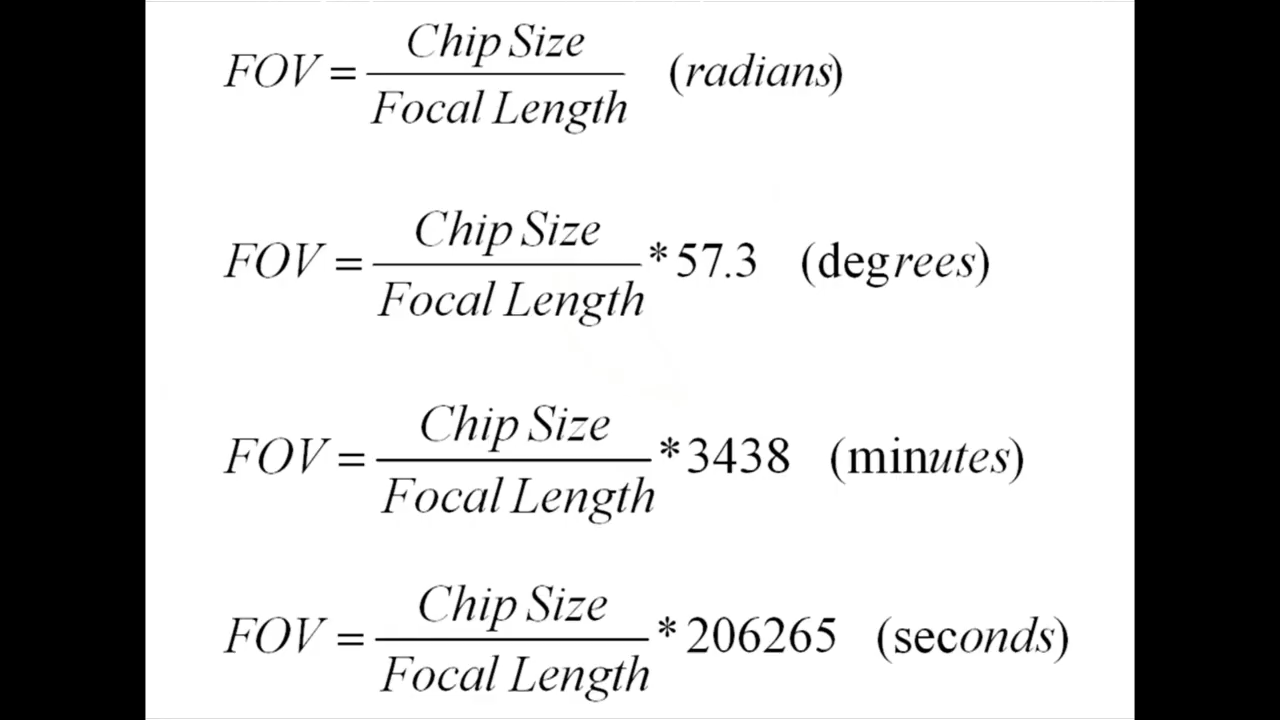 FOV = Chip Size / Focal Length (radians)
FOV = Chip Size / Focal Length * 57.3 (degrees)
FOV = Chip Size / Focal Length * 3438 (minutes)
FOV = Chip Size / Focal Length * 206265 (seconds)